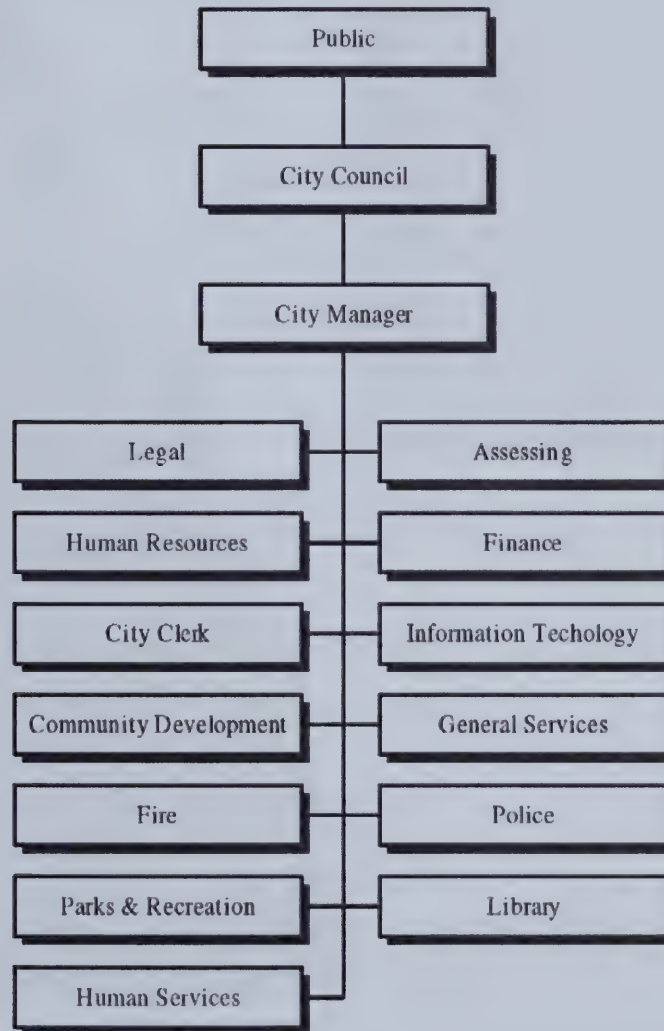 Public
City Council
City Manager
Legal
Assessing
Human Resources
Finance
City Clerk
Information Techology
Community Development
General Services
Fire
Police
Parks & Recreation
Library
Human Services